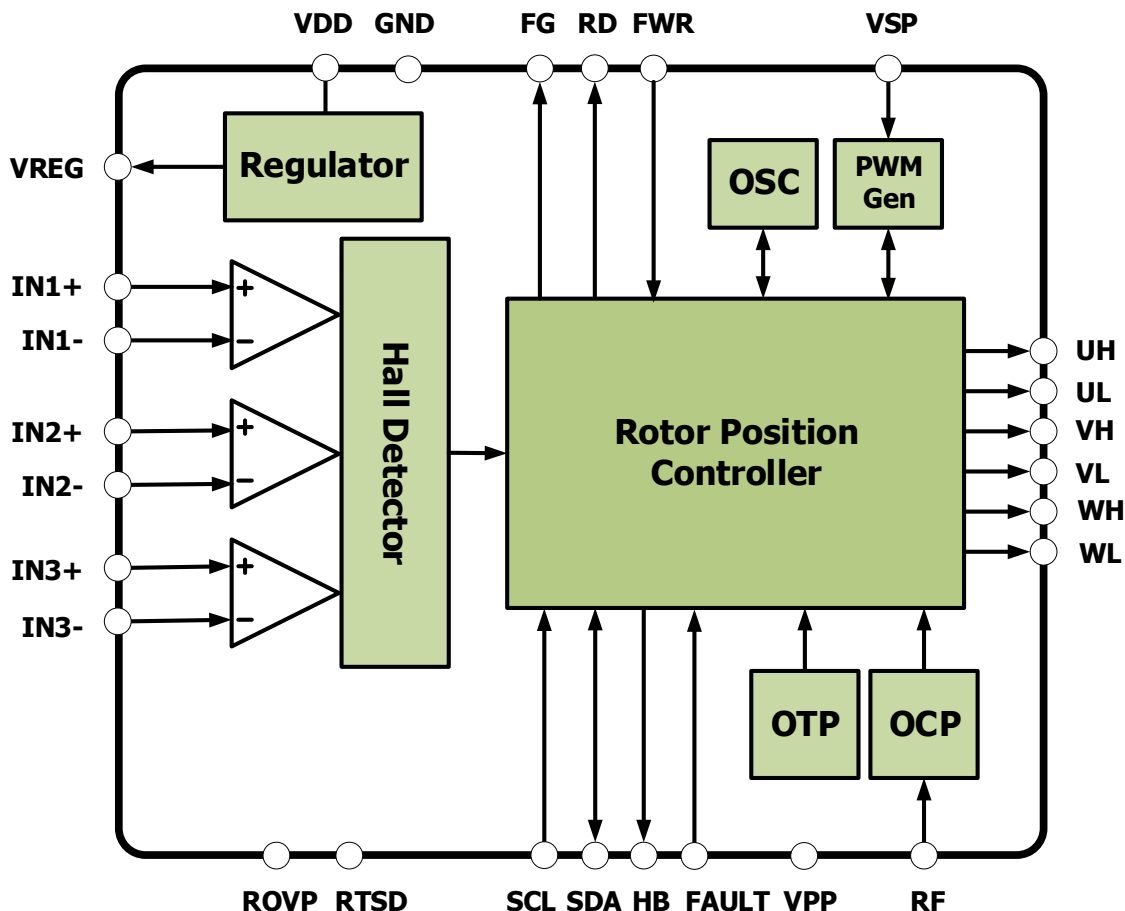 VDD GND FG RD FWR VSP
VREG
Regulator
OSC
PWM
Gen
IN1+
+
IN1-
−
Hall Detector
UH
UL
IN2+
+
VH
Rotor Position
Controller
IN2-
−
VL
WH
WL
IN3+
+
IN3-
−
OTP
OCP
ROVP RTSD SCL SDA HB FAULT VPP RF